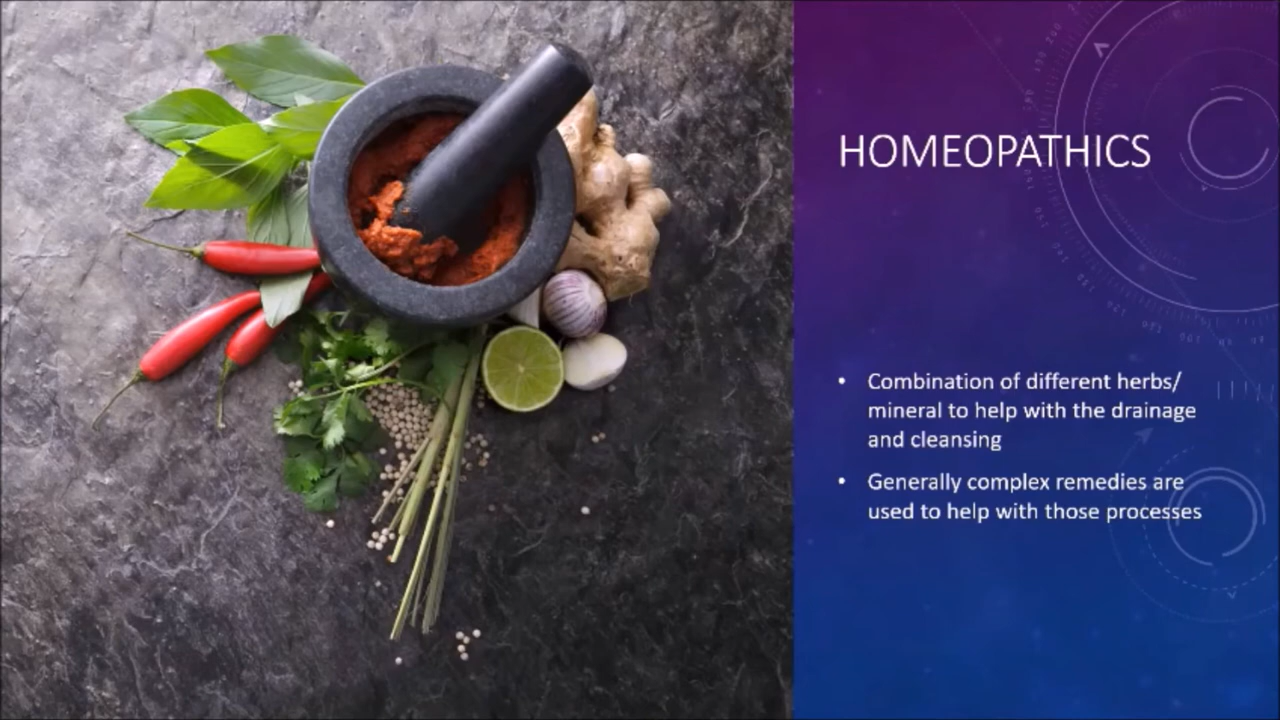 HOMEOPATHICS
• Combination of different herbs/
mineral to help with the drainage
and cleansing
• Generally complex remedies are
used to help with those processes